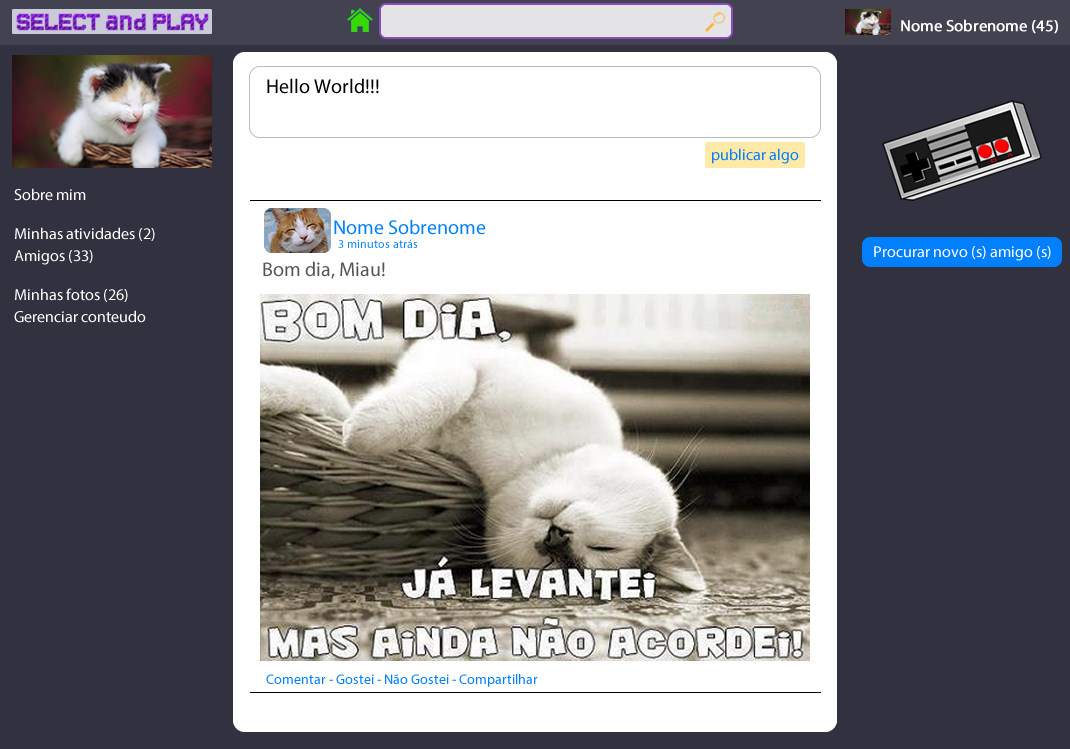 SELECT and PLAY
Nome Sobrenome (45)
Sobre mim
Minhas atividades (2)
Amigos (33)
Minhas fotos (26)
Gerenciar conteudo
Hello World!!!
publicar algo
Nome Sobrenome
3 minutos atrás
Bom dia, Miau!
BOM DiA,
JÁ LEVANTEi
MAS AiNDA NÃO ACORDEi!
Comentar - Gostei - Não Gostei - Compartilhar
Procurar novo (s) amigo (s)